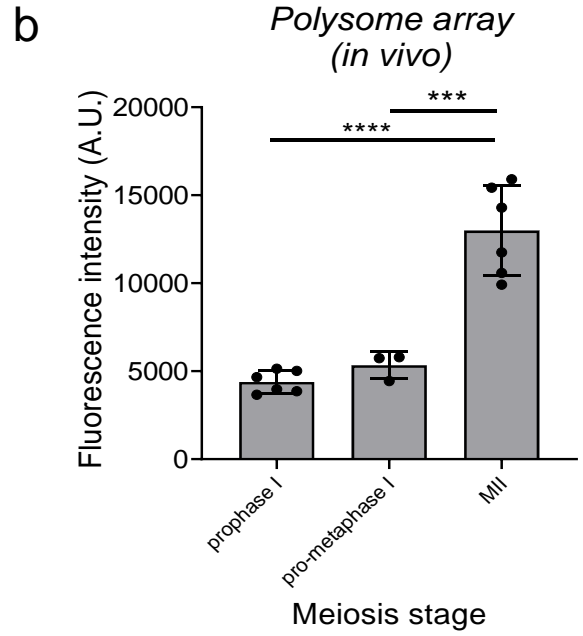 b
Polysome array
(in vivo)
***
****
Fluorescence intensity (A.U.)
20000
15000
10000
5000
0
prophase I
pro-metaphase I
MII
Meiosis stage